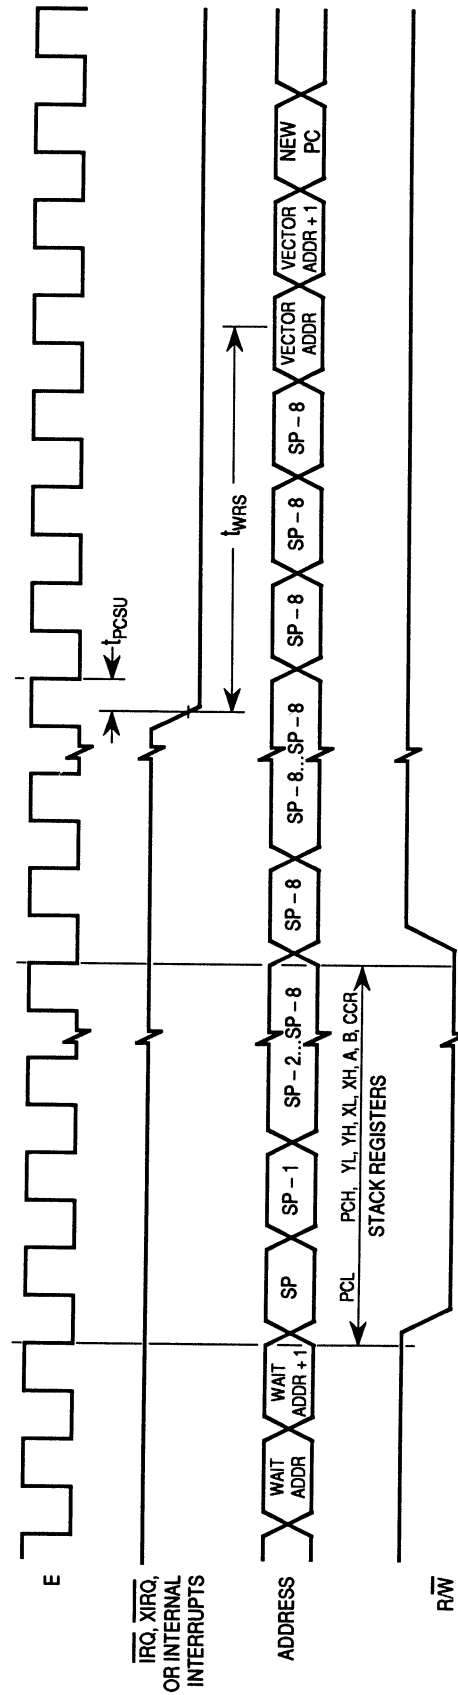 E
IRQ, XIRQ,
OR INTERNAL
INTERRUPTS
tPCSU
tWRS
ADDRESS
WAIT
ADDR
WAIT
ADDR + 1
SP
SP – 1
SP – 2...SP – 8
SP – 8
SP – 8...SP – 8
SP – 8
SP – 8
SP – 8
VECTOR
ADDR
VECTOR
ADDR + 1
NEW
PC
PCL PCH, YL, YH, XL, XH, A, B, CCR
STACK REGISTERS
R/W